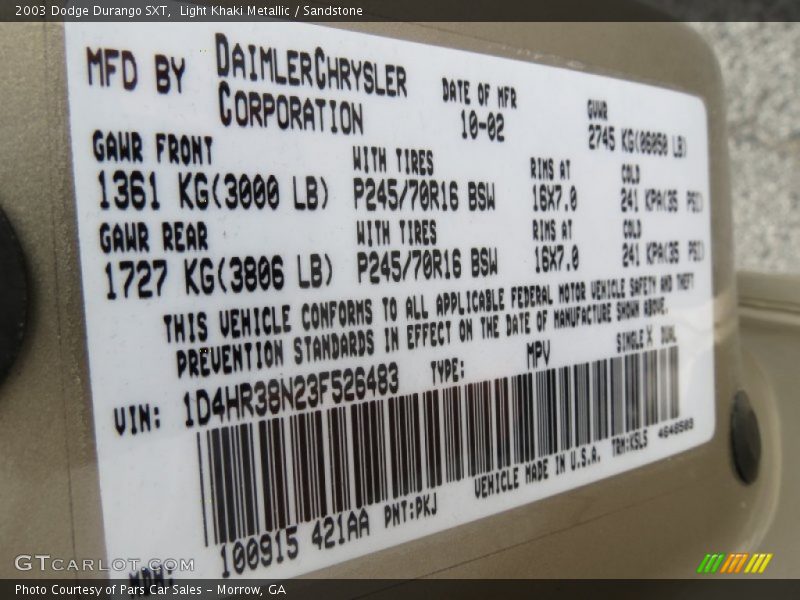 2003 Dodge Durango SXT, Light Khaki Metallic / Sandstone
MFD BY DAIMLERCHRYSLER CORPORATION
DATE OF MFR 10-02
GVWR 2745 KG(06050 LB)
GAWR FRONT WITH TIRES RIMS AT COLD
1361 KG(3000 LB) P245/70R16 BSW 16X7.0 241 KPA(35 PSI)
GAWR REAR WITH TIRES RIMS AT COLD
1727 KG(3806 LB) P245/70R16 BSW 16X7.0 241 KPA(35 PSI)
THIS VEHICLE CONFORMS TO ALL APPLICABLE FEDERAL MOTOR VEHICLE SAFETY AND THEFT
PREVENTION STANDARDS IN EFFECT ON THE DATE OF MANUFACTURE SHOWN ABOVE.
VIN: 1D4HR38N23F526483 TYPE: MPV SINGLE X DUAL
100915 421AA PNT:PKJ VEHICLE MADE IN U.S.A. TRM:K5L5
MDH:
GTCARLOT.COM
Photo Courtesy of Pars Car Sales - Morrow, GA